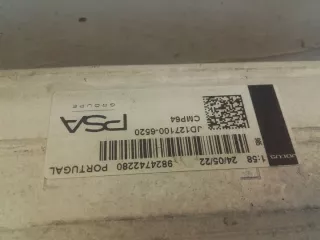 PSA
GROUPE
CMP64
JD127100-6520
9824742280 PORTUGAL
24/05/22
1:58